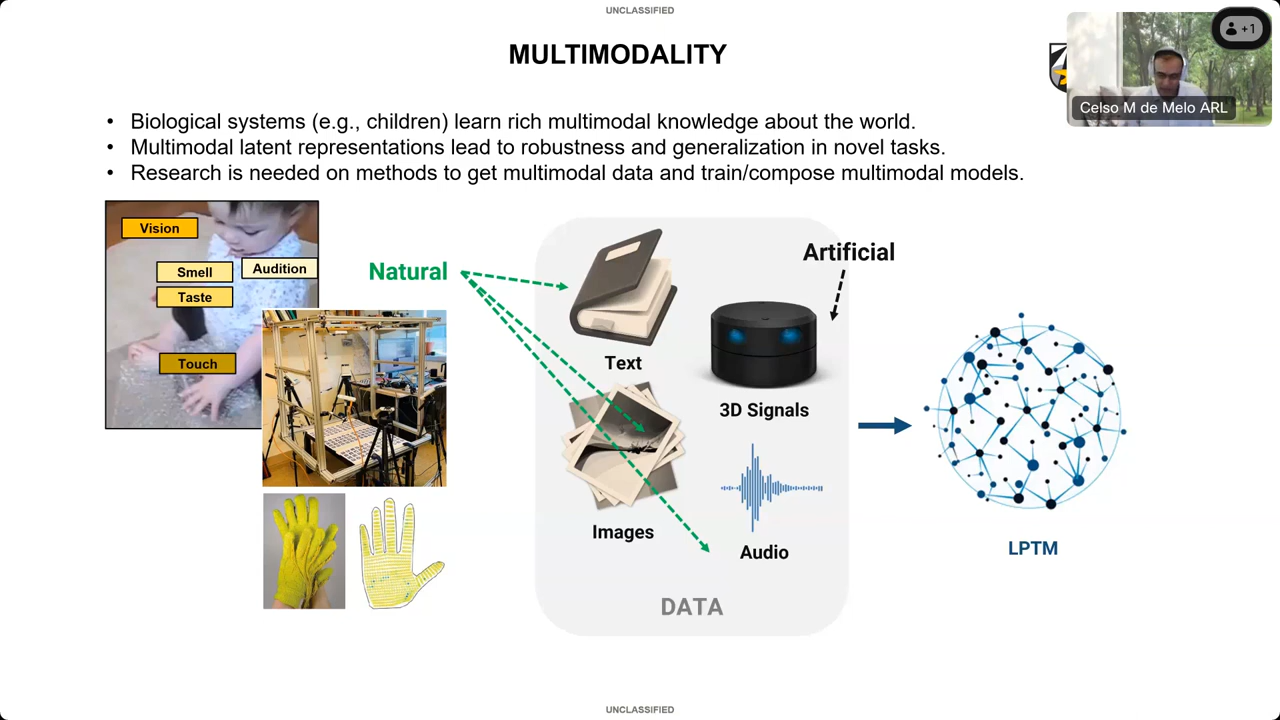 UNCLASSIFIED
MULTIMODALITY
+1
Celso M de Melo ARL
• Biological systems (e.g., children) learn rich multimodal knowledge about the world.
• Multimodal latent representations lead to robustness and generalization in novel tasks.
• Research is needed on methods to get multimodal data and train/compose multimodal models.
Vision
Smell
Audition
Taste
Touch
Natural
Artificial
Text
3D Signals
Images
Audio
DATA
LPTM
UNCLASSIFIED